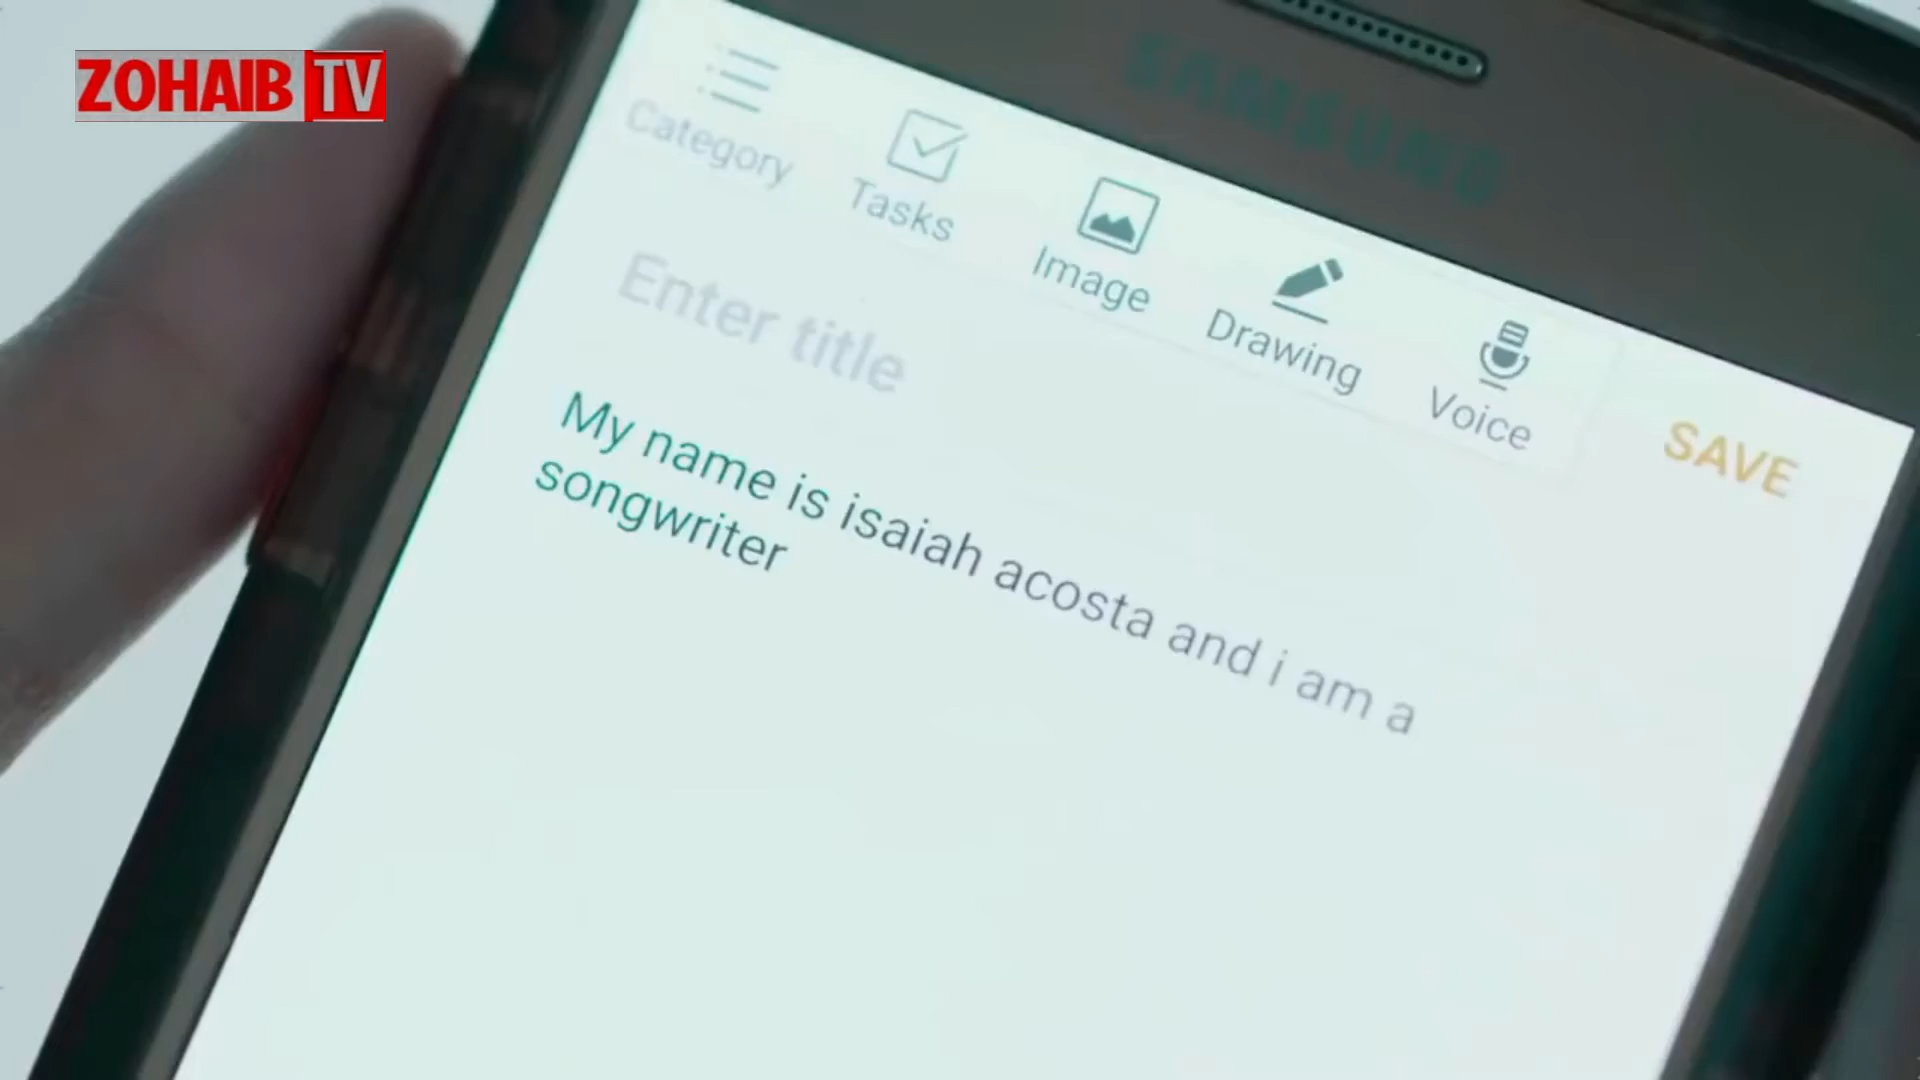 ZOHAIB TV
SAMSUNG
Category
Tasks
Image
Drawing
Voice
SAVE
Enter title
My name is isaiah acosta and i am a
songwriter